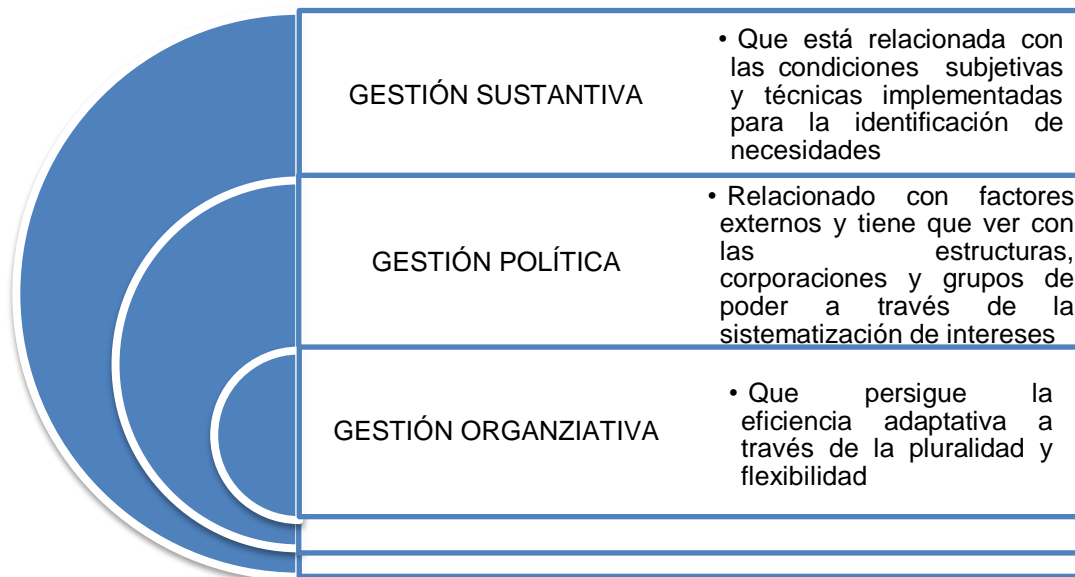 GESTIÓN SUSTANTIVA
• Que está relacionada con
las condiciones subjetivas
y técnicas implementadas
para la identificación de
necesidades
GESTIÓN POLÍTICA
• Relacionado con factores
externos y tiene que ver con
las estructuras,
corporaciones y grupos de
poder a través de la
sistematización de intereses
GESTIÓN ORGANZIATIVA
• Que persigue la
eficiencia adaptativa a
través de la pluralidad y
flexibilidad